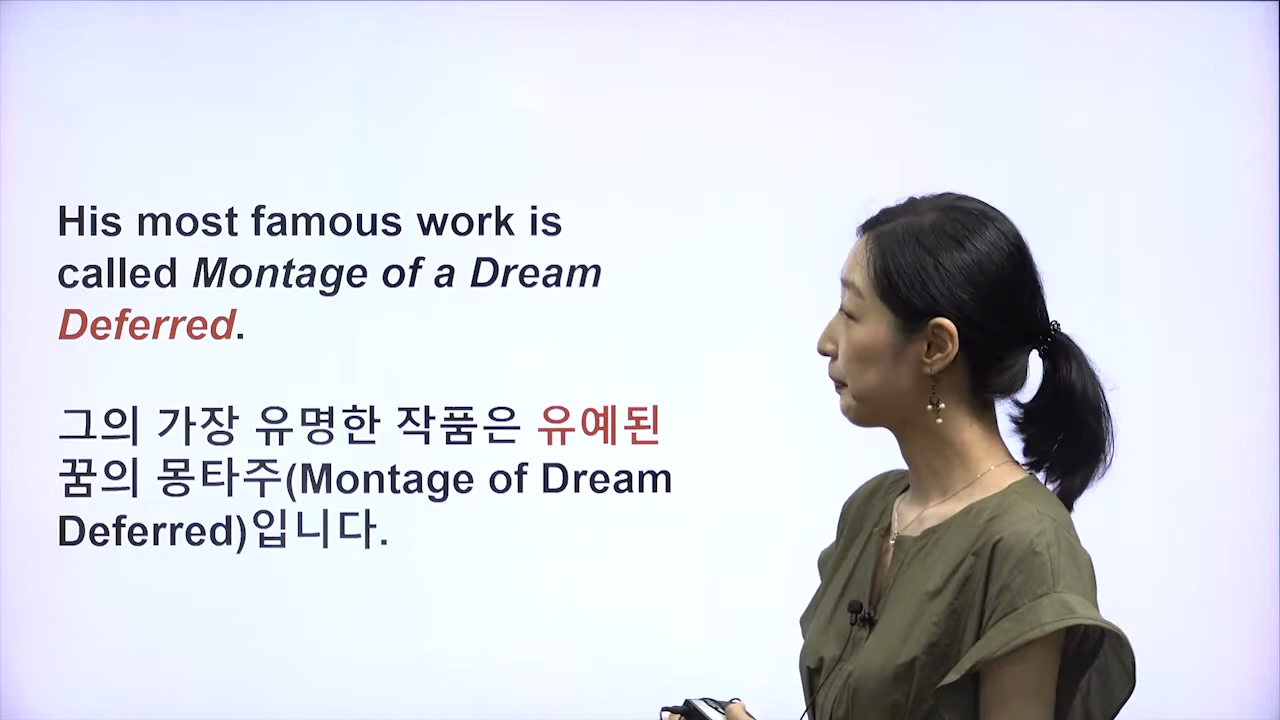 His most famous work is
called Montage of a Dream
Deferred.
그의 가장 유명한 작품은 유예된
꿈의 몽타주(Montage of Dream
Deferred)입니다.